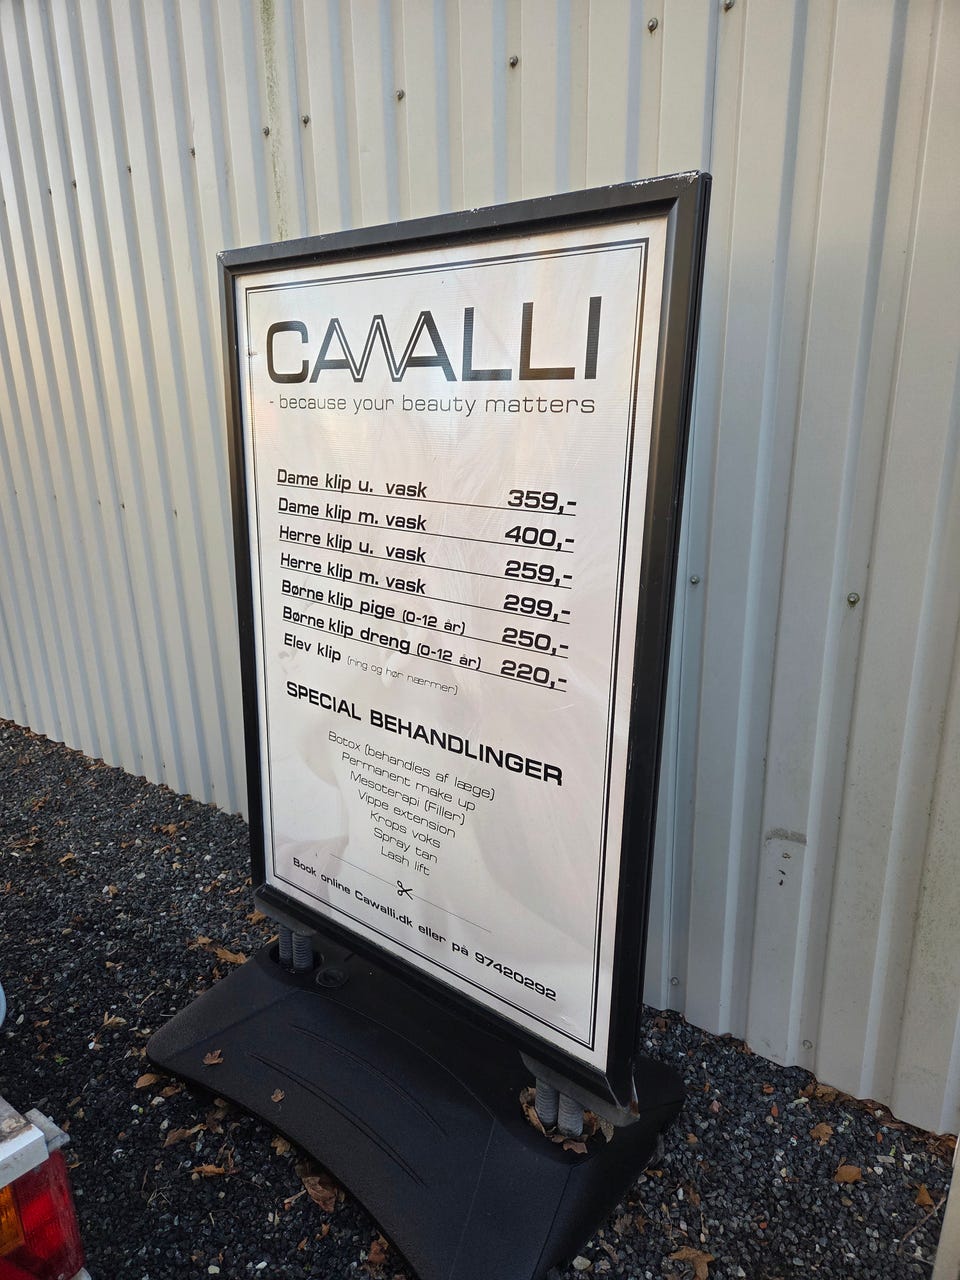 CAWALLI
- because your beauty matters
Dame klip u. vask 359,-
Dame klip m. vask 400,-
Herre klip u. vask 259,-
Herre klip m. vask 299,-
Børne klip pige (0-12 år) 250,-
Børne klip dreng (0-12 år) 220,-
Elev klip (ring og hør nærmer)
SPECIAL BEHANDLINGER
Botox (behandles af læge)
Permanent make up
Mesoterapi (Filler)
Vippe extension
Krops voks
Spray tan
Lash lift
Book online Cawalli.dk eller på 97420292